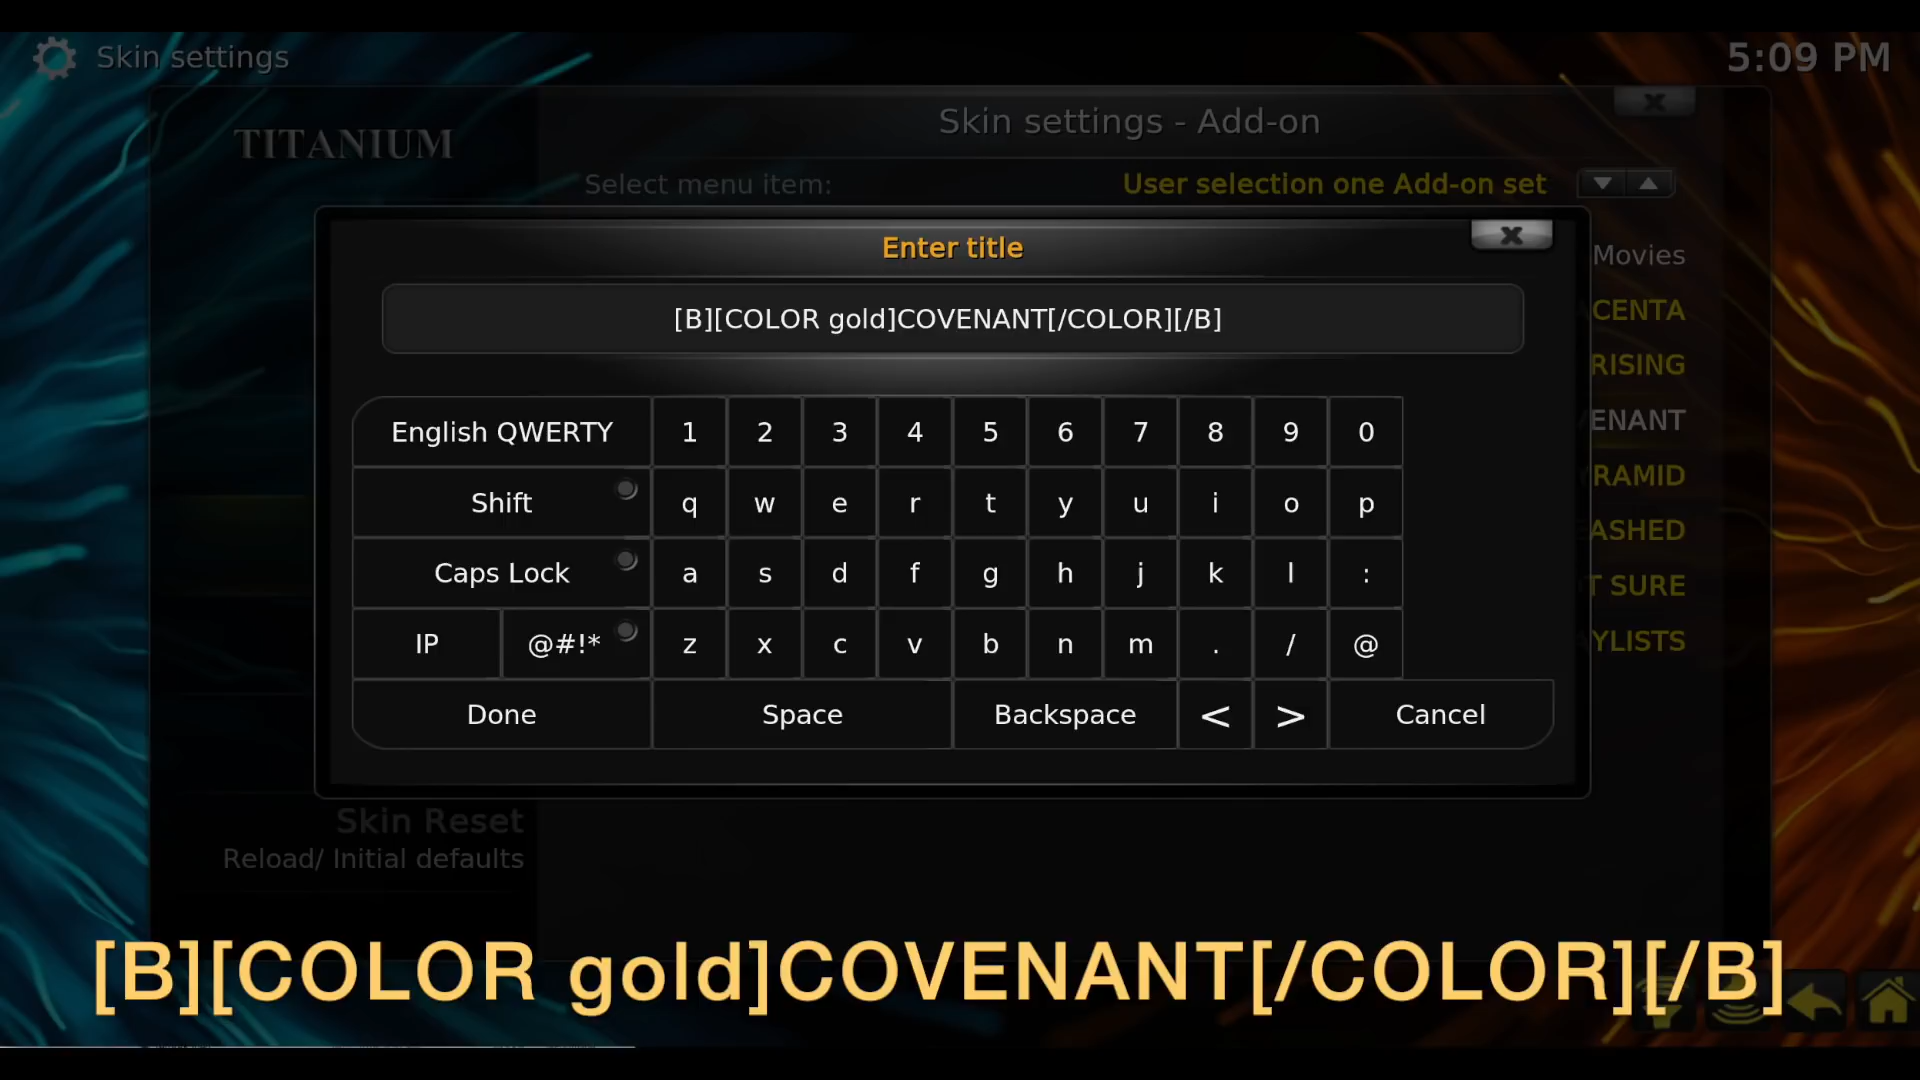 Skin settings
5:09 PM
TITANIUM
Skin settings - Add-on
Select menu item:
User selection one Add-on set
Enter title
[B][COLOR gold]COVENANT[/COLOR][/B]
Movies
CENTA
RISING
ENANT
RAMID
ASHED
T SURE
YLISTS
English QWERTY 1 2 3 4 5 6 7 8 9 0
Shift q w e r t y u i o p
Caps Lock a s d f g h j k l :
IP @#!* z x c v b n m . / @
Done Space Backspace < > Cancel
Skin Reset
Reload/ Initial defaults
[B][COLOR gold]COVENANT[/COLOR][/B]